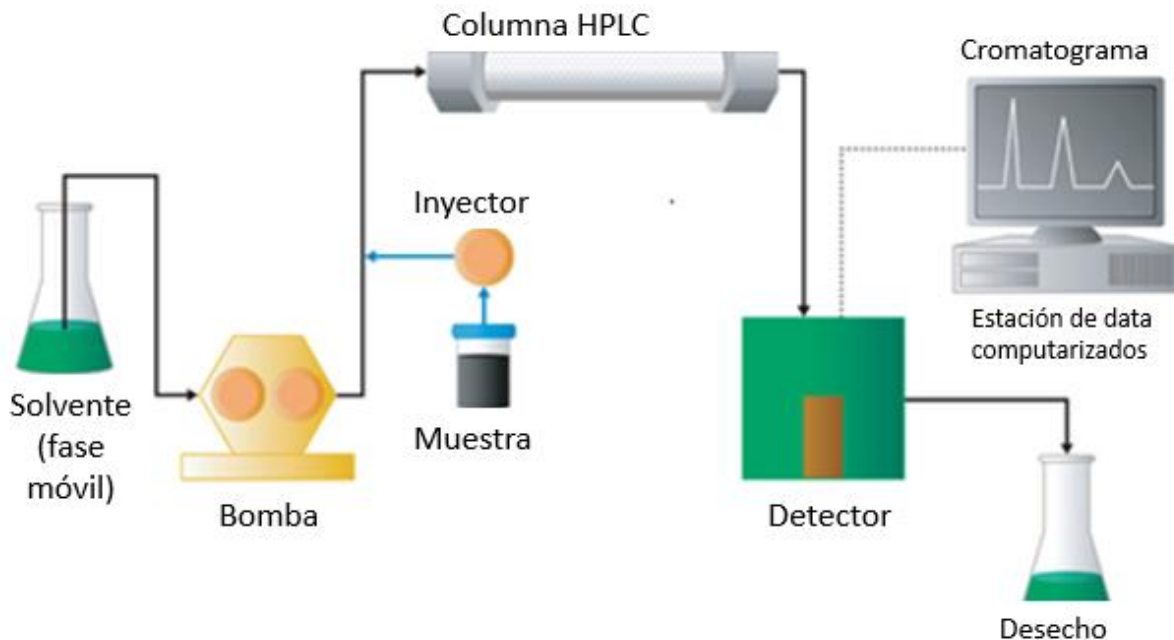 Columna HPLC
Cromatograma
Inyector
Estación de data
computarizados
Solvente
(fase
móvil)
Muestra
Bomba
Detector
Desecho